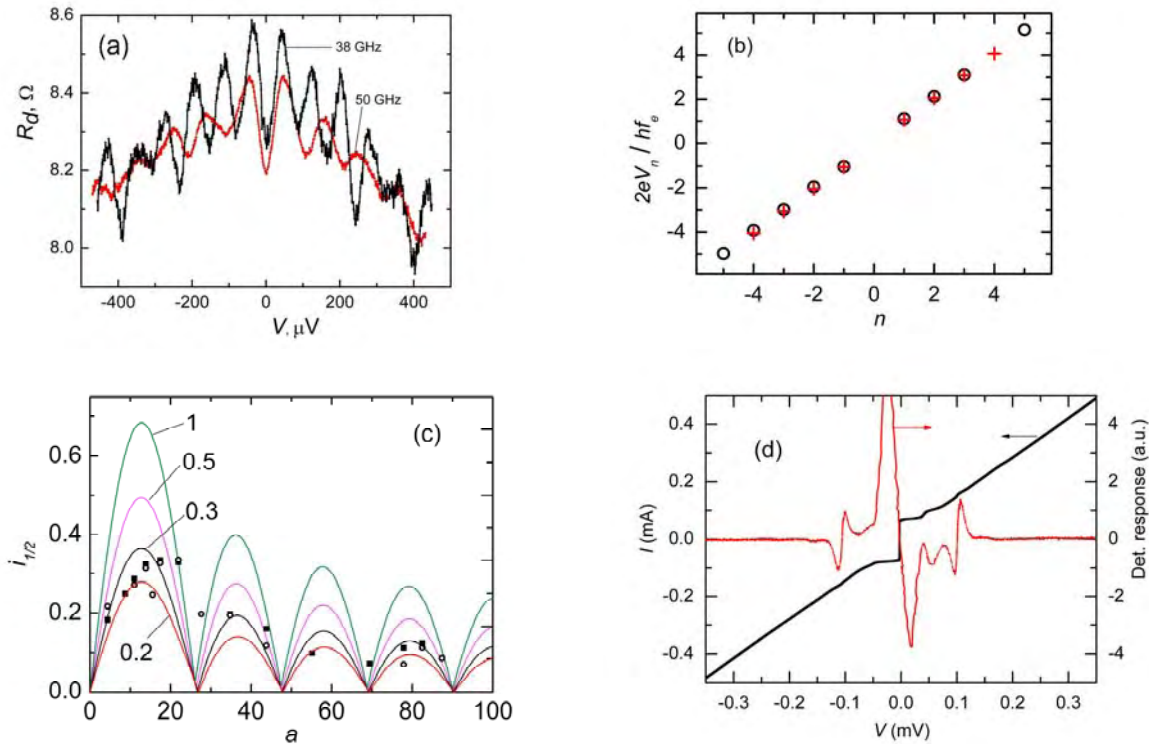 (a)
38 GHz
50 GHz
8.6
8.4
8.2
8.0
R_d, Ω
-400 -200 0 200 400
V, μV
(b)
4
2
0
-2
-4
2eV_n / hf_e
-4 -2 0 2 4
n
(c)
1
0.5
0.3
0.2
0.6
0.4
0.2
0.0
i_{1/2}
0 20 40 60 80 100
a
(d)
0.4
0.2
0.0
-0.2
-0.4
I (mA)
4
2
0
-2
-4
Det. response (a.u.)
-0.3 -0.2 -0.1 0.0 0.1 0.2 0.3
V (mV)